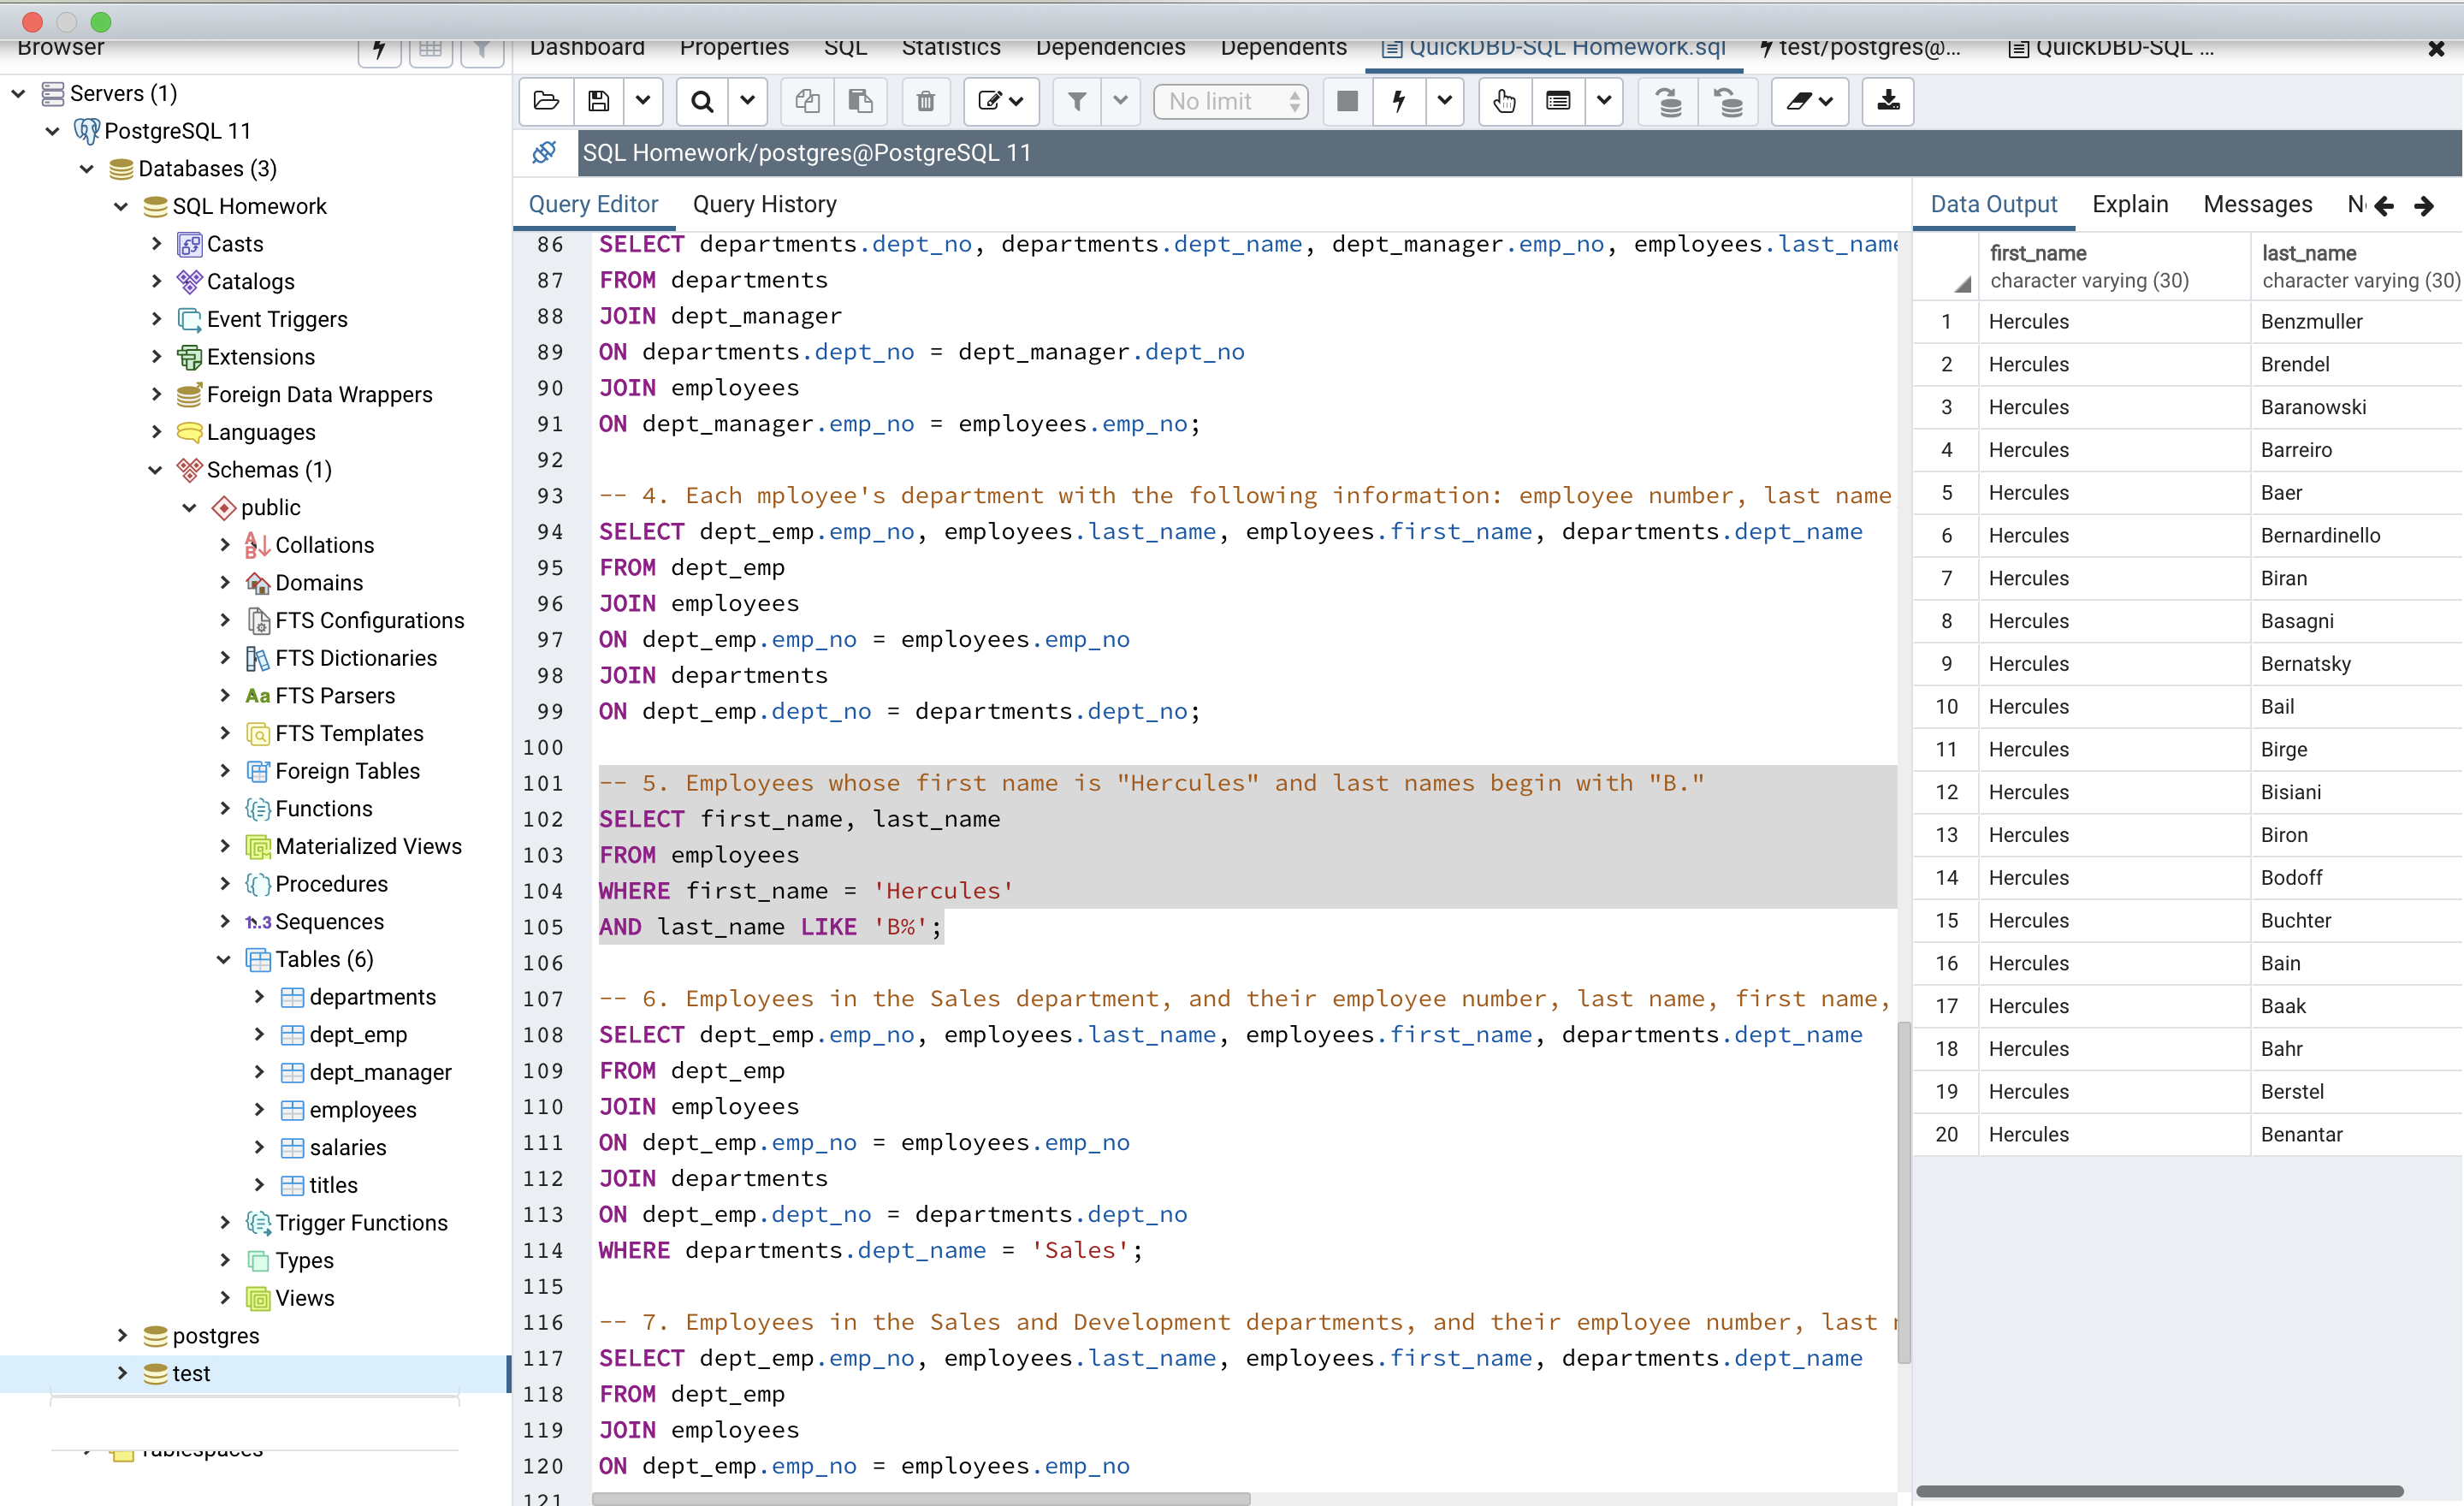 Browser
Dashboard Properties SQL Statistics Dependencies Dependents QuickDBD-SQL Homework.sql test/postgres@... QuickDBD-SQL ...
No limit
SQL Homework/postgres@PostgreSQL 11
Servers (1)
PostgreSQL 11
Databases (3)
SQL Homework
Casts
Catalogs
Event Triggers
Extensions
Foreign Data Wrappers
Languages
Schemas (1)
public
Collations
Domains
FTS Configurations
FTS Dictionaries
Aa FTS Parsers
FTS Templates
Foreign Tables
Functions
Materialized Views
Procedures
1..3 Sequences
Tables (6)
departments
dept_emp
dept_manager
employees
salaries
titles
Trigger Functions
Types
Views
postgres
test
Tablespaces
Query Editor Query History
86 SELECT departments.dept_no, departments.dept_name, dept_manager.emp_no, employees.last_name
87 FROM departments
88 JOIN dept_manager
89 ON departments.dept_no = dept_manager.dept_no
90 JOIN employees
91 ON dept_manager.emp_no = employees.emp_no;
92
93 -- 4. Each mployee's department with the following information: employee number, last name
94 SELECT dept_emp.emp_no, employees.last_name, employees.first_name, departments.dept_name
95 FROM dept_emp
96 JOIN employees
97 ON dept_emp.emp_no = employees.emp_no
98 JOIN departments
99 ON dept_emp.dept_no = departments.dept_no;
100
101 -- 5. Employees whose first name is "Hercules" and last names begin with "B."
102 SELECT first_name, last_name
103 FROM employees
104 WHERE first_name = 'Hercules'
105 AND last_name LIKE 'B%';
106
107 -- 6. Employees in the Sales department, and their employee number, last name, first name,
108 SELECT dept_emp.emp_no, employees.last_name, employees.first_name, departments.dept_name
109 FROM dept_emp
110 JOIN employees
111 ON dept_emp.emp_no = employees.emp_no
112 JOIN departments
113 ON dept_emp.dept_no = departments.dept_no
114 WHERE departments.dept_name = 'Sales';
115
116 -- 7. Employees in the Sales and Development departments, and their employee number, last
117 SELECT dept_emp.emp_no, employees.last_name, employees.first_name, departments.dept_name
118 FROM dept_emp
119 JOIN employees
120 ON dept_emp.emp_no = employees.emp_no
121
Data Output Explain Messages
first_name last_name
character varying (30) character varying (30)
1 Hercules Benzmuller
2 Hercules Brendel
3 Hercules Baranowski
4 Hercules Barreiro
5 Hercules Baer
6 Hercules Bernardinello
7 Hercules Biran
8 Hercules Basagni
9 Hercules Bernatsky
10 Hercules Bail
11 Hercules Birge
12 Hercules Bisiani
13 Hercules Biron
14 Hercules Bodoff
15 Hercules Buchter
16 Hercules Bain
17 Hercules Baak
18 Hercules Bahr
19 Hercules Berstel
20 Hercules Benantar